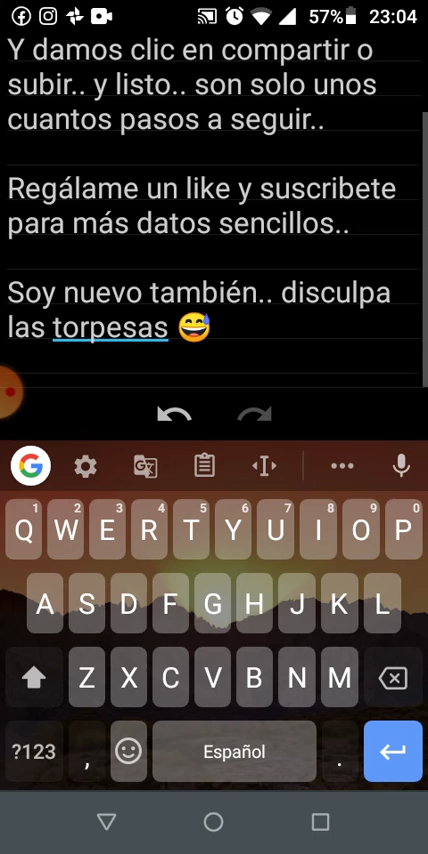 57% 23:04
Y damos clic en compartir o
subir.. y listo.. son solo unos
cuantos pasos a seguir..
Regálame un like y suscribete
para más datos sencillos..
Soy nuevo también.. disculpa
las torpesas 😅
G
1 2 3 4 5 6 7 8 9 0
Q W E R T Y U I O P
A S D F G H J K L
Z X C V B N M
?123 , Español .